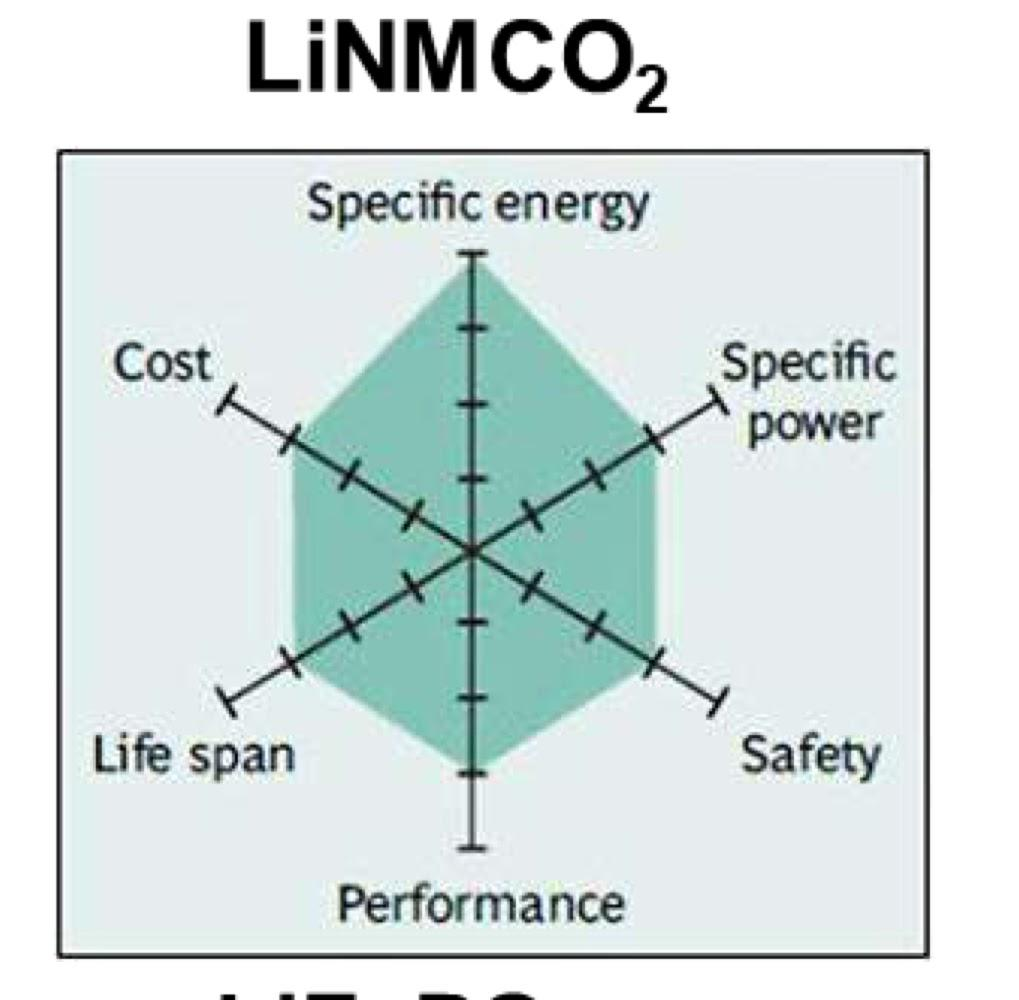 LiNMCO₂
Specific energy
Cost
Specific
power
Life span
Safety
Performance